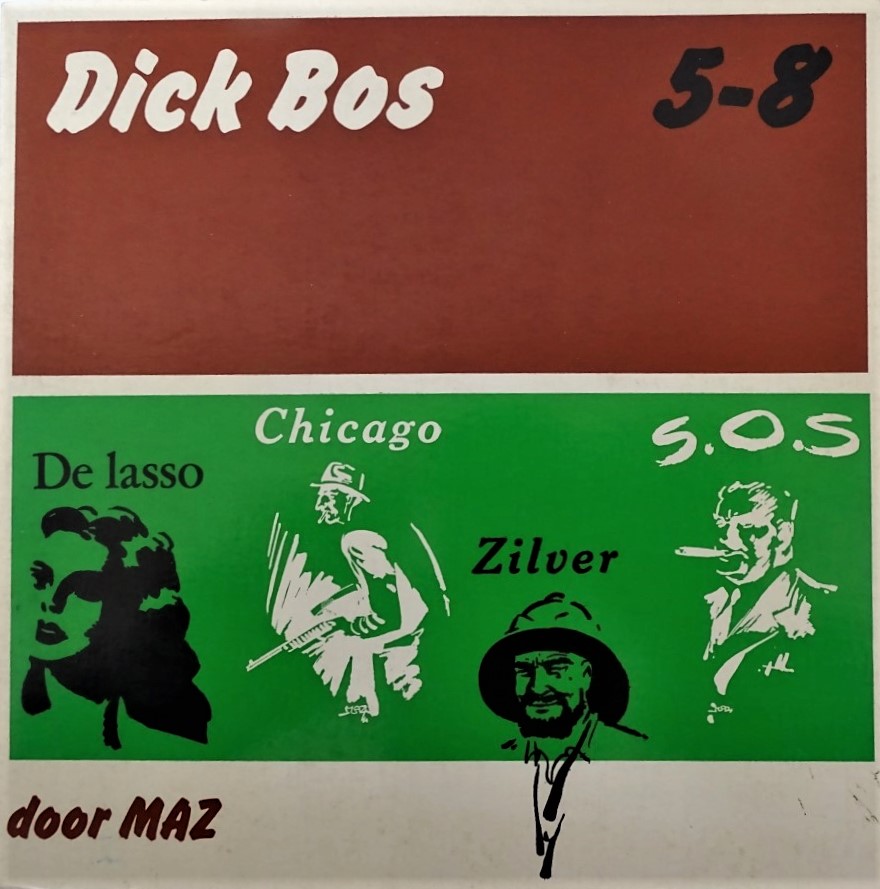 Dick Bos 5-8
Chicago
S.O.S
De lasso
Zilver
door MAZ